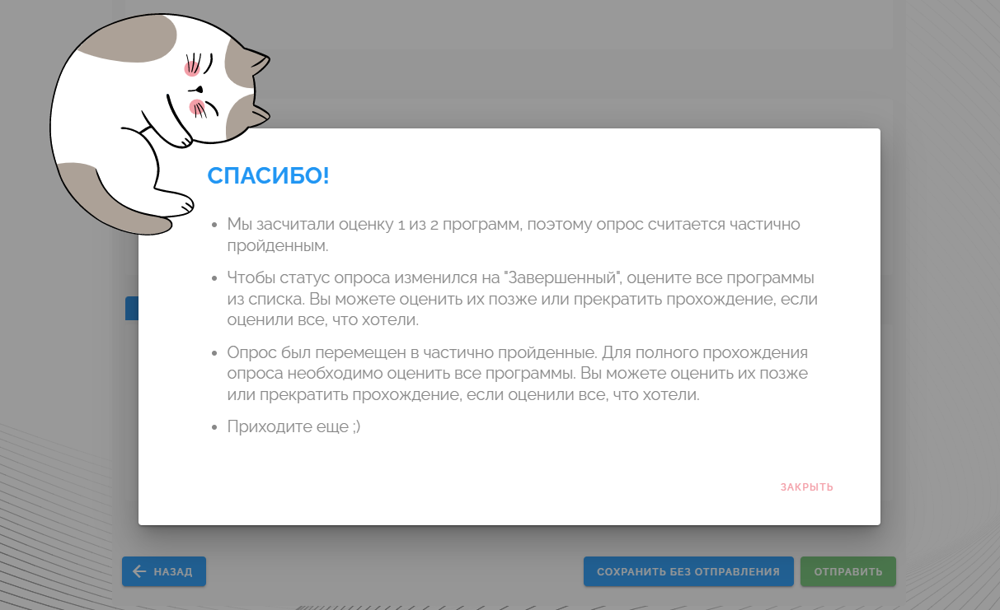 СПАСИБО!
Мы засчитали оценку 1 из 2 программ, поэтому опрос считается частично
пройденным.
Чтобы статус опроса изменился на "Завершенный", оцените все программы
из списка. Вы можете оценить их позже или прекратить прохождение, если
оценили все, что хотели.
Опрос был перемещен в частично пройденные. Для полного прохождения
опроса необходимо оценить все программы. Вы можете оценить их позже
или прекратить прохождение, если оценили все, что хотели.
Приходите еще ;)
ЗАКРЫТЬ
НАЗАД
СОХРАНИТЬ БЕЗ ОТПРАВЛЕНИЯ
ОТПРАВИТЬ